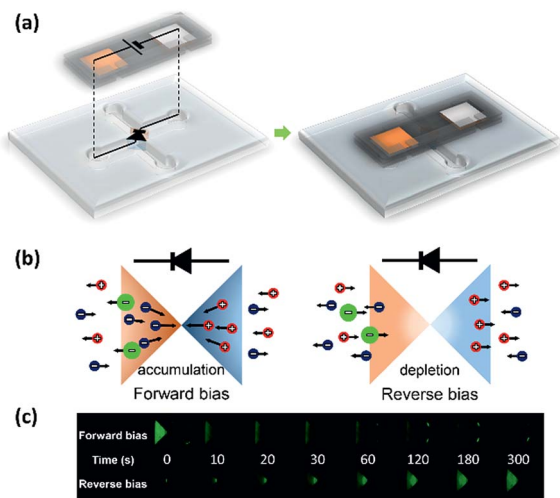 (a)
(b)
accumulation
depletion
Forward bias
Reverse bias
(c)
Forward bias
Time (s) 0 10 20 30 60 120 180 300
Reverse bias